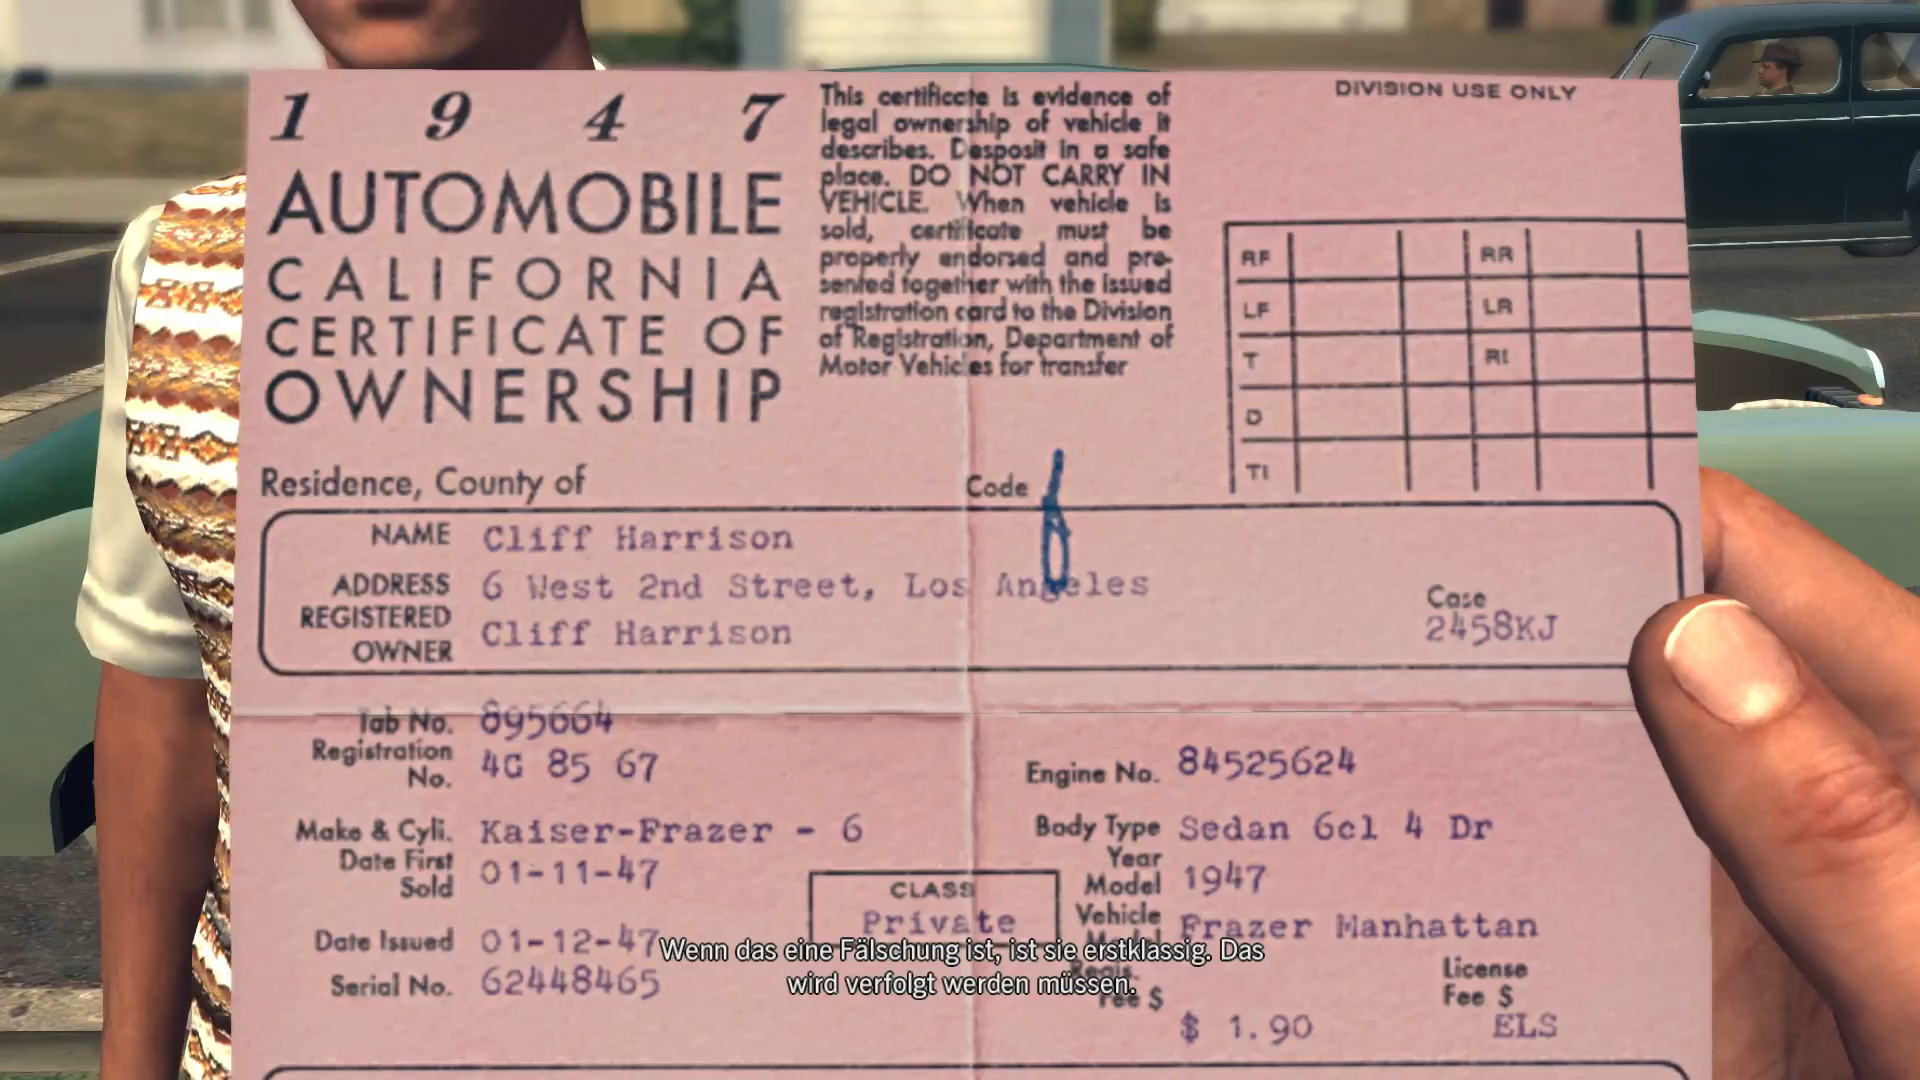 1 9 4 7
AUTOMOBILE
CALIFORNIA
CERTIFICATE OF
OWNERSHIP
This certificate is evidence of
legal ownership of vehicle it
describes. Desposit in a safe
place. DO NOT CARRY IN
VEHICLE. When vehicle is
sold, certificate must be
properly endorsed and pre-
sented together with the issued
registration card to the Division
of Registration, Department of
Motor Vehicles for transfer
DIVISION USE ONLY
RF RR
LF LR
T RI
D
TI
Residence, County of
Code
NAME Cliff Harrison
ADDRESS 6 West 2nd Street, Los Angeles
REGISTERED
OWNER Cliff Harrison
Case
2458KJ
Tab No. 895664
Registration
No. 4G 85 67
Engine No. 84525624
Make & Cyli. Kaiser-Frazer - 6
Body Type Sedan 6cl 4 Dr
Date First
Sold 01-11-47
Year
Model 1947
CLASS
Private
Vehicle
Frazer Manhattan
Date Issued 01-12-47
Serial No. 62448465
Regis.
Fee $
$ 1.90
License
Fee $
ELS
Wenn das eine Fälschung ist, ist sie erstklassig. Das
wird verfolgt werden müssen.